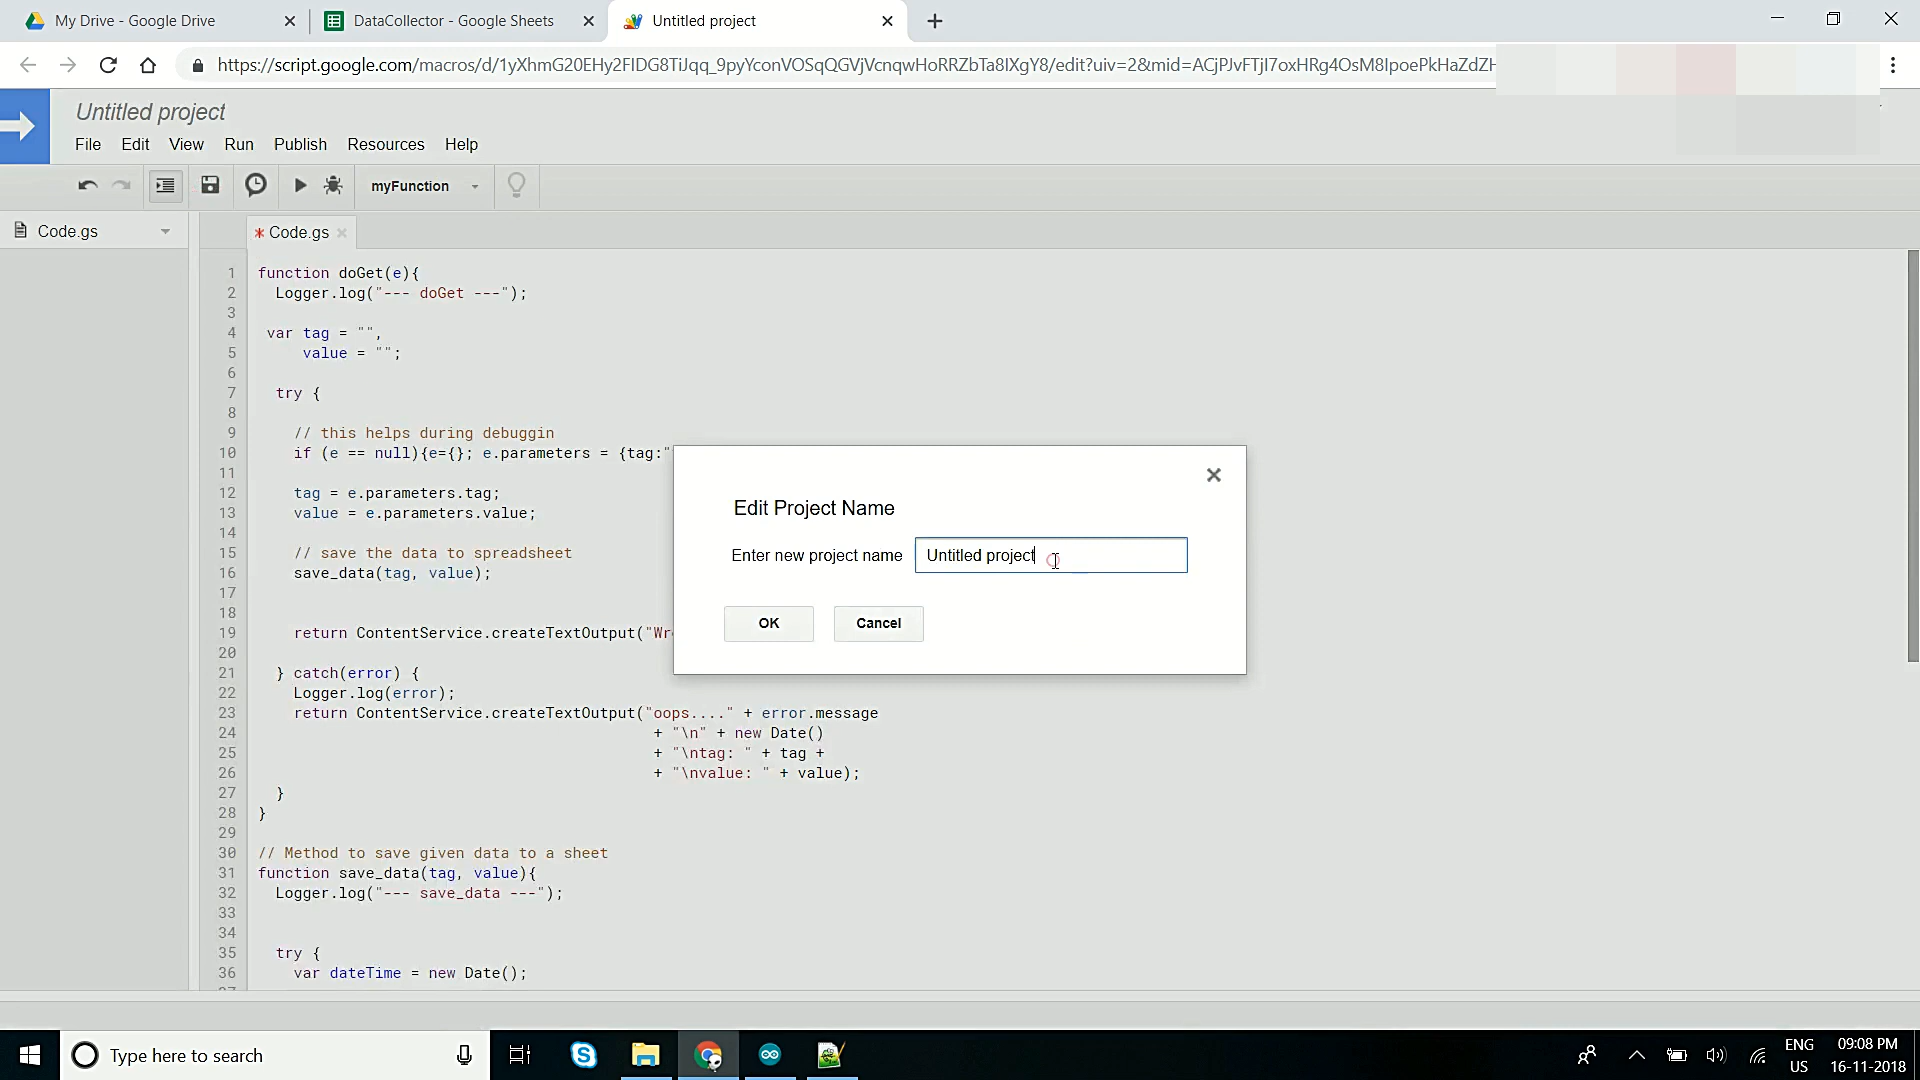 My Drive - Google Drive
DataCollector - Google Sheets
Untitled project
https://script.google.com/macros/d/1yXhmG20EHy2FIDG8TiJqq_9pyYconVOSqQGVjVcnqwHoRRZbTa8IXgY8/edit?uiv=2&mid=ACjPJvFTjI7oxHRg4OsM8IpoePkHaZdZH
Untitled project
File Edit View Run Publish Resources Help
myFunction
Code.gs
* Code.gs
1 function doGet(e){
2 Logger.log("--- doGet ---");
3
4 var tag = "",
5 value = "";
6
7 try {
8
9 // this helps during debuggin
10 if (e == null){e={}; e.parameters = {tag:"
11
12 tag = e.parameters.tag;
13 value = e.parameters.value;
14
15 // save the data to spreadsheet
16 save_data(tag, value);
17
18
19 return ContentService.createTextOutput("Wr
20
21 } catch(error) {
22 Logger.log(error);
23 return ContentService.createTextOutput("oops...." + error.message
24 + "\n" + new Date()
25 + "\ntag: " + tag +
26 + "\nvalue: " + value);
27 }
28 }
29
30 // Method to save given data to a sheet
31 function save_data(tag, value){
32 Logger.log("--- save_data ---");
33
34
35 try {
36 var dateTime = new Date();
Edit Project Name
Enter new project name Untitled project
OK Cancel
Type here to search
ENG
US
09:08 PM
16-11-2018